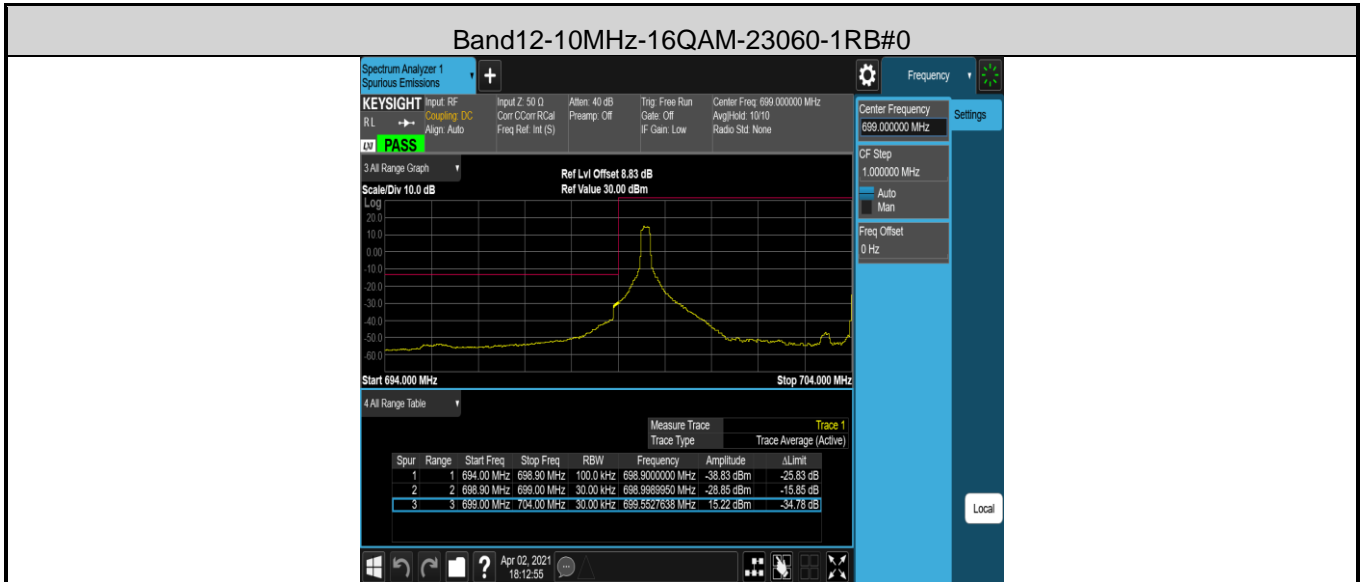 Band12-10MHz-16QAM-23060-1RB#0
Spectrum Analyzer 1
Spurious Emissions
+
Frequency
KEYSIGHT
RL
LXI
PASS
Input: RF
Coupling: DC
Align: Auto
Input Z: 50 Ω
Corr CCorr RCal
Freq Ref: Int (S)
Atten: 40 dB
Preamp: Off
Trig: Free Run
Gate: Off
IF Gain: Low
Center Freq: 699.000000 MHz
Avg|Hold: 10/10
Radio Std: None
Center Frequency
699.000000 MHz
Settings
CF Step
1.000000 MHz
Auto
Man
Freq Offset
0 Hz
3 All Range Graph
Ref Lvl Offset 8.83 dB
Scale/Div 10.0 dB
Ref Value 30.00 dBm
Log
20.0
10.0
0.00
-10.0
-20.0
-30.0
-40.0
-50.0
-60.0
Start 694.000 MHz
Stop 704.000 MHz
4 All Range Table
Measure Trace Trace 1
Trace Type Trace Average (Active)
Spur Range Start Freq Stop Freq RBW Frequency Amplitude ΔLimit
1 1 694.00 MHz 698.90 MHz 100.0 kHz 698.9000000 MHz -38.83 dBm -25.83 dB
2 2 698.90 MHz 699.00 MHz 30.00 kHz 698.9989950 MHz -28.85 dBm -15.85 dB
3 3 699.00 MHz 704.00 MHz 30.00 kHz 699.5527638 MHz 15.22 dBm -34.78 dB
Local
?
Apr 02, 2021
18:12:55